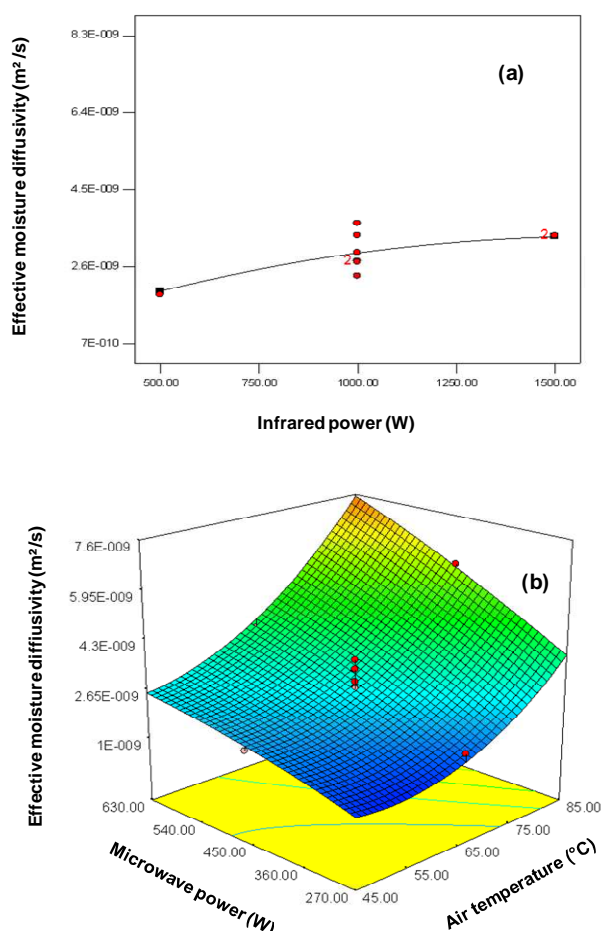 Effective moisture diffusivity (m²/s)
8.3E-009
6.4E-009
4.5E-009
2.6E-009
7E-010
(a)
2
2
500.00 750.00 1000.00 1250.00 1500.00
Infrared power (W)
Effective moisture diffiusivity (m²/s)
7.6E-009
5.95E-009
4.3E-009
2.65E-009
1E-009
(b)
630.00
540.00
450.00
360.00
270.00
Microwave power (W)
85.00
75.00
65.00
55.00
45.00
Air temperature (°C)